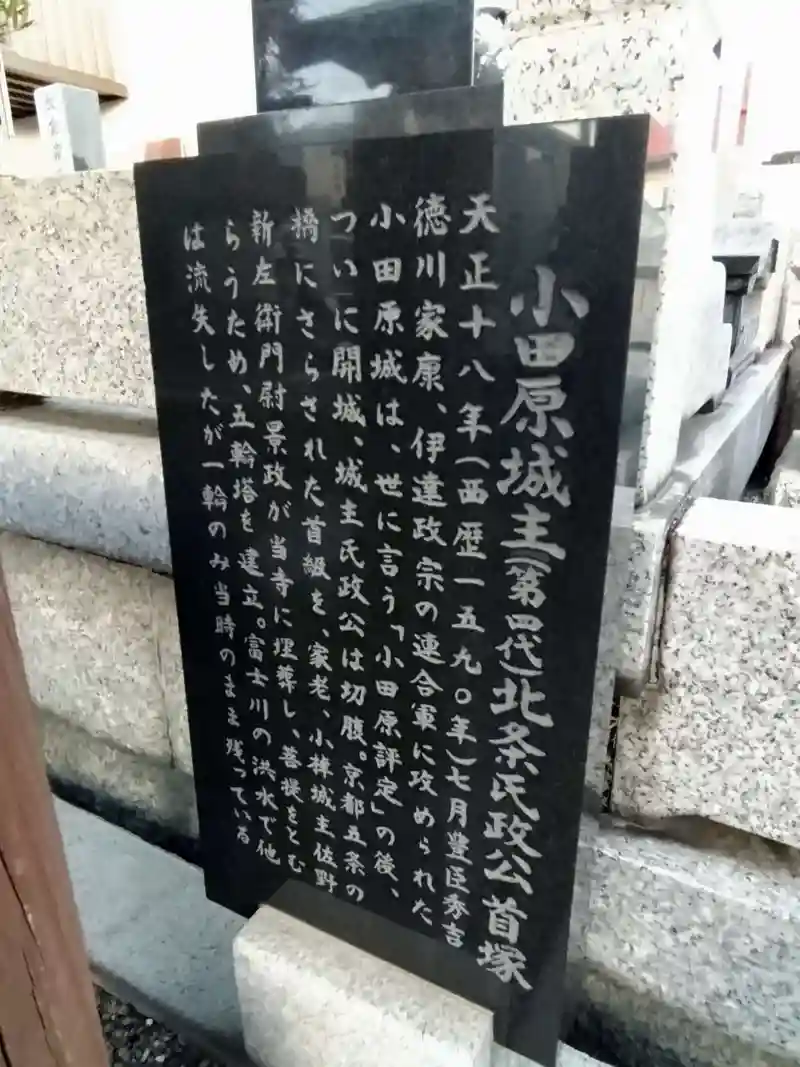 小田原城主(第四代)北条氏政公首塚
天正十八年(西歴一五九〇年)七月豊臣秀吉
徳川家康、伊達政宗の連合軍に攻められた
小田原城は、世に言う「小田原評定」の後、
ついに開城、城主氏政公は切腹。京都五条の
橋にさらされた首級を、家老、小樟城主佐野
新左衛門尉景政が当寺に埋葬し、菩提をとむ
らうため、五輪塔を建立。富士川の洪水で他
は流失したが一輪のみ当時のまま残っている